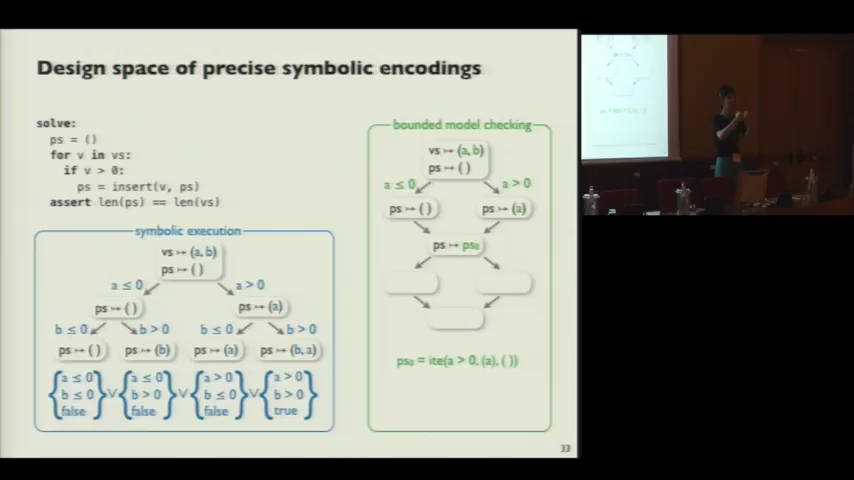 Design space of precise symbolic encodings
solve:
ps = ()
for v in vs:
if v > 0:
ps = insert(v, ps)
assert len(ps) == len(vs)
symbolic execution
vs ↦ (a, b)
ps ↦ ( )
a ≤ 0
a > 0
ps ↦ ( )
ps ↦ (a)
b ≤ 0
b > 0
b ≤ 0
b > 0
ps ↦ ( )
ps ↦ (b)
ps ↦ (a)
ps ↦ (b, a)
{a ≤ 0 b ≤ 0 false} ∨ {a ≤ 0 b > 0 false} ∨ {a > 0 b ≤ 0 false} ∨ {a > 0 b > 0 true}
bounded model checking
vs ↦ (a, b)
ps ↦ ( )
a ≤ 0
a > 0
ps ↦ ( )
ps ↦ (a)
ps ↦ ps₀
ps₀ = ite(a > 0, (a), ( ))
33